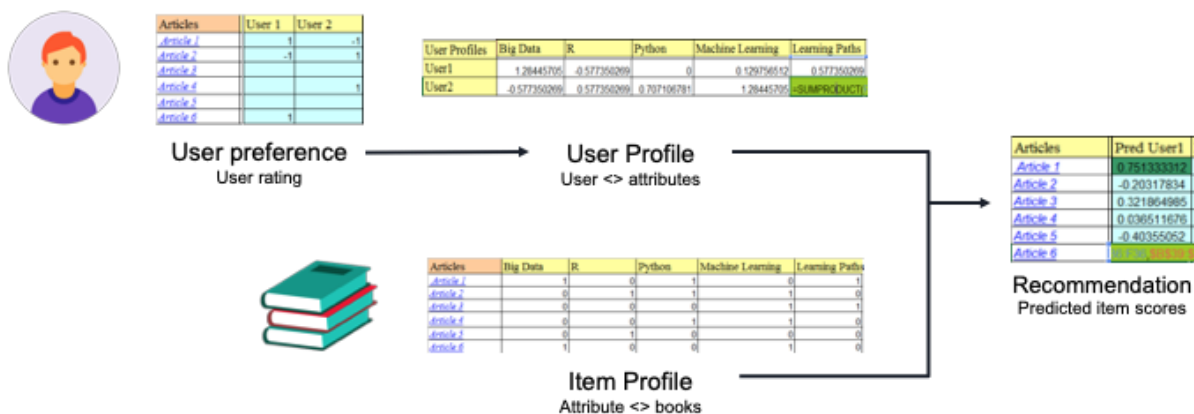 Articles User 1 User 2
Article 1 1 -1
Article 2 -1 1
Article 3
Article 4 1
Article 5
Article 6 1
User preference
User rating
User Profiles Big Data R Python Machine Learning Learning Paths
User1 1.28445705 -0.577350269 0 0.129756512 0.577350269
User2 -0.577350269 0.577350269 0.707106781 1.28445705 =SUMPRODUCT(
User Profile
User <> attributes
Articles Big Data R Python Machine Learning Learning Paths
Article 1 1 0 1 0 1
Article 2 0 1 1 1 0
Article 3 0 0 0 1 1
Article 4 0 0 1 1 0
Article 5 0 1 0 0 0
Article 6 1 0 0 1 0
Item Profile
Attribute <> books
Articles Pred User1
Article 1 0.751333312
Article 2 -0.20317834
Article 3 0.321864985
Article 4 0.036511676
Article 5 -0.40355052
Article 6
Recommendation
Predicted item scores